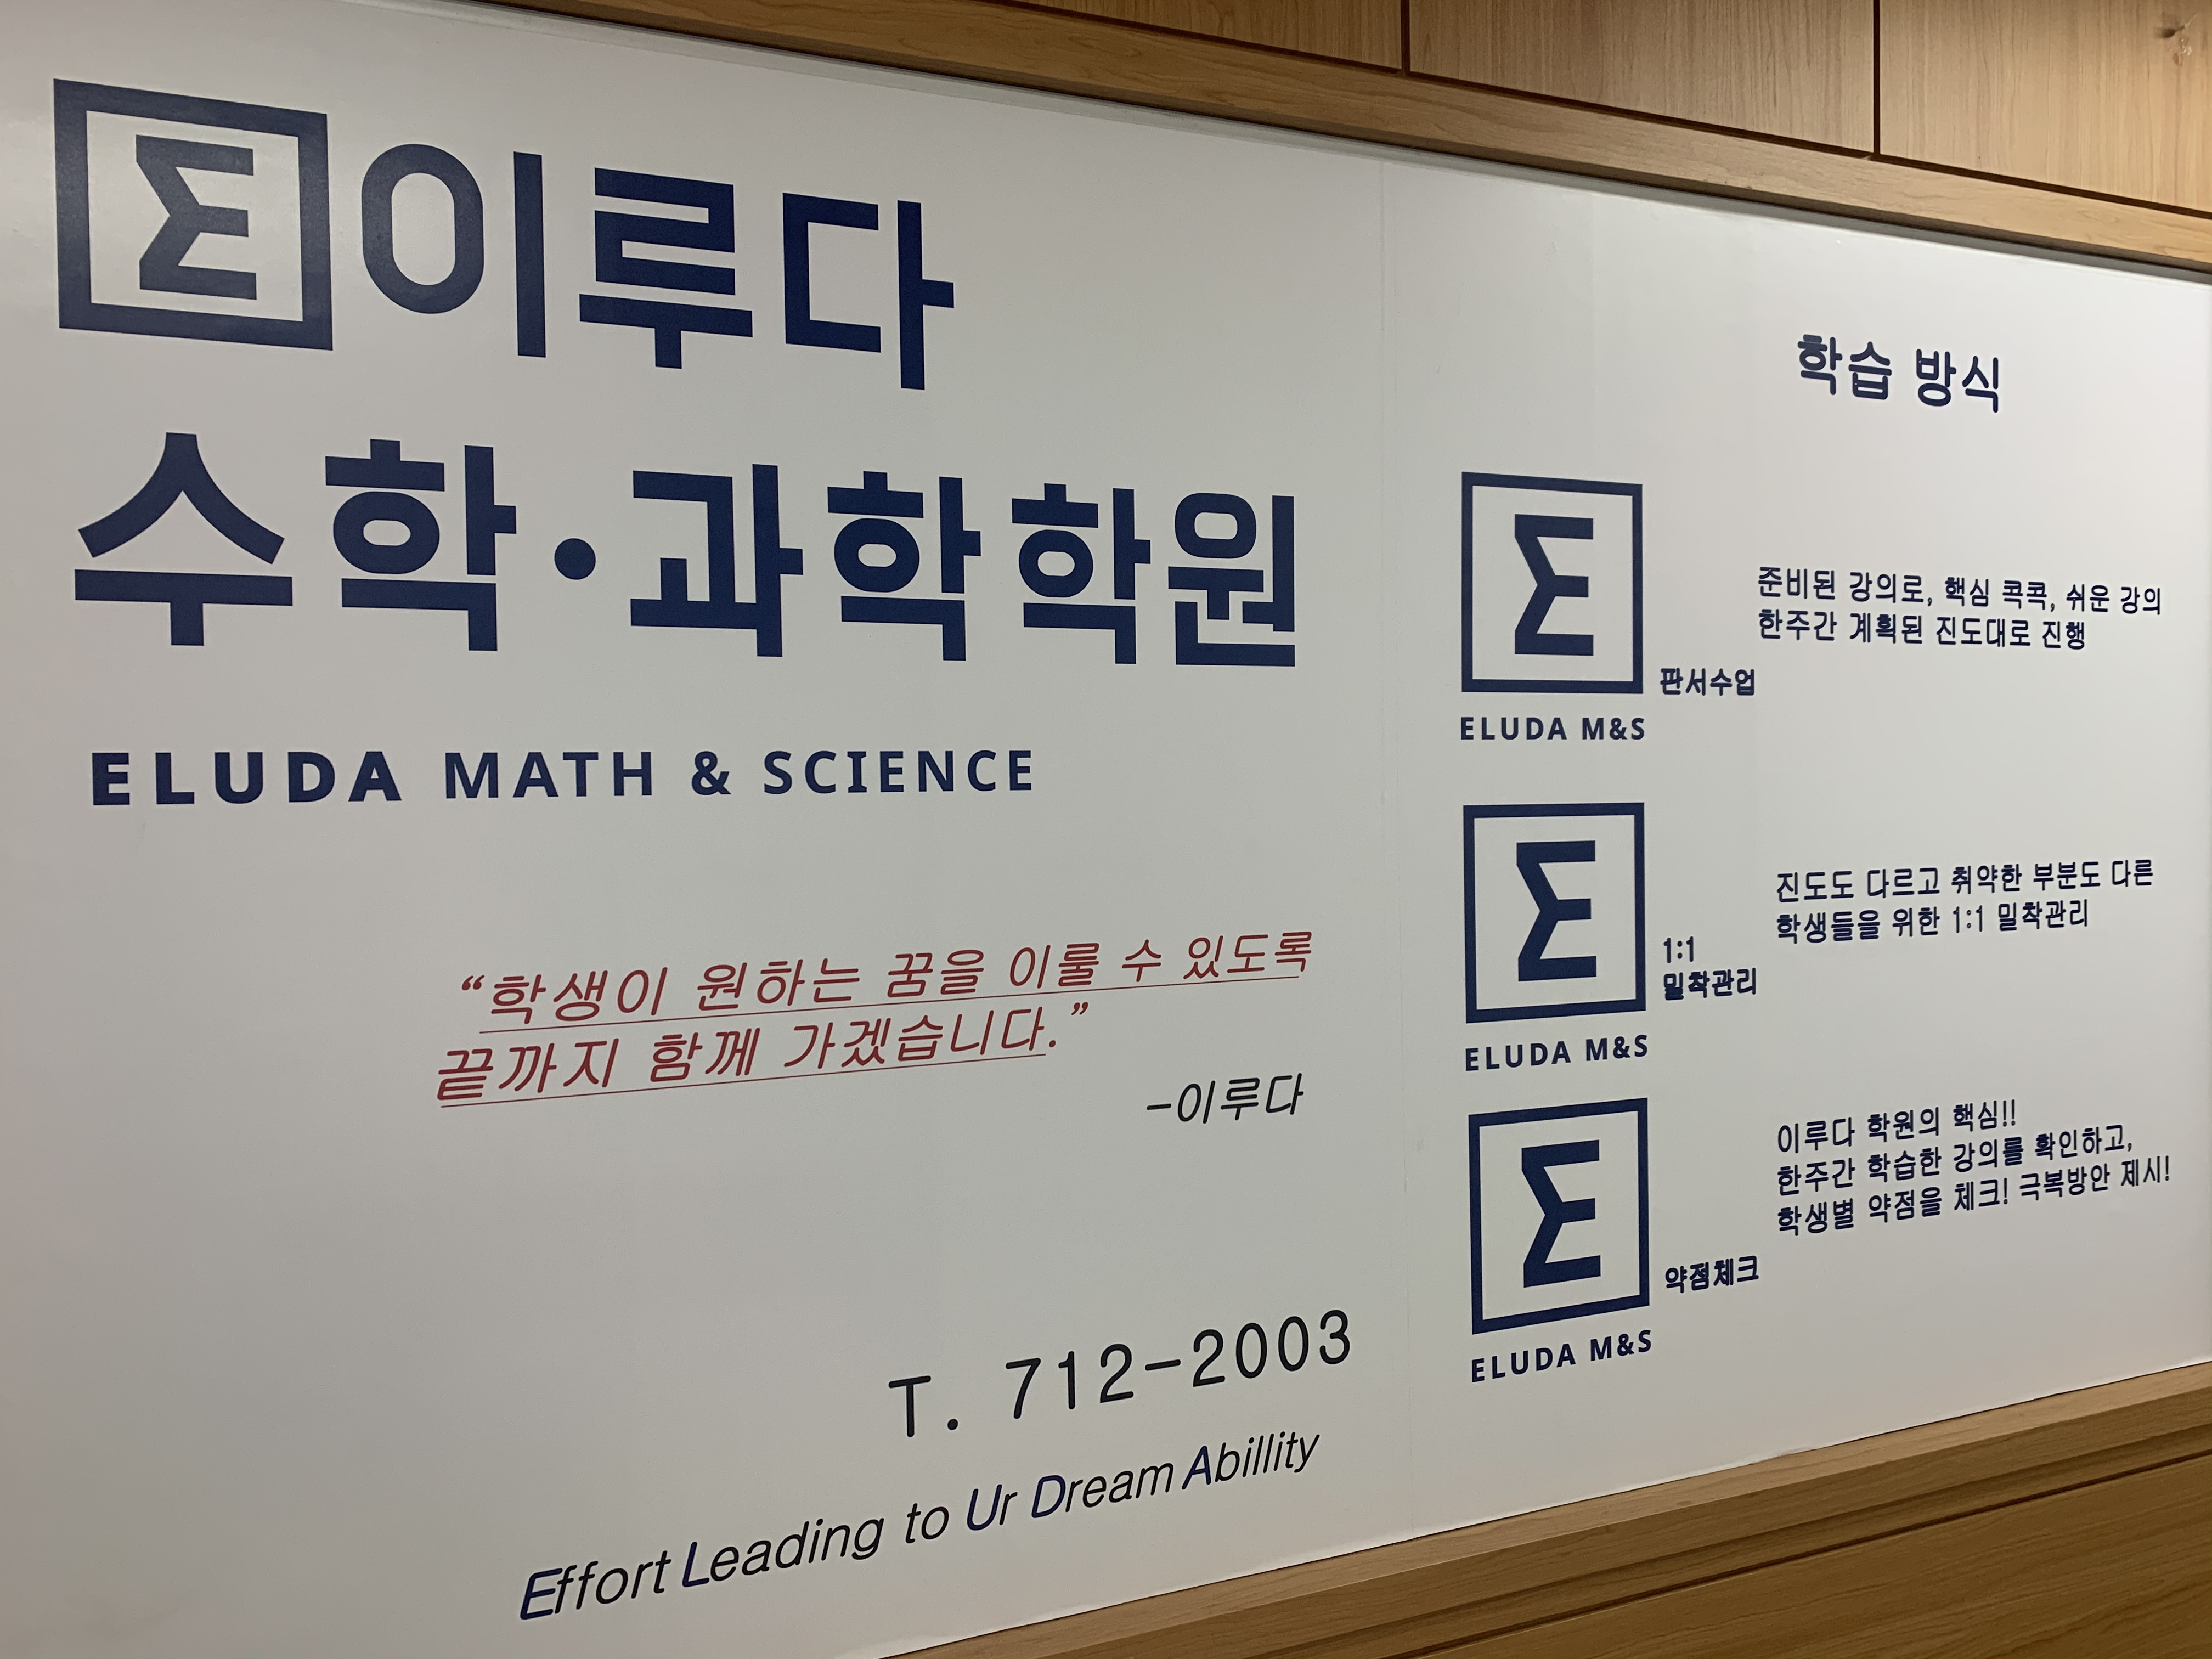 Σ이루다
수학·과학학원
ELUDA MATH & SCIENCE
“학생이 원하는 꿈을 이룰 수 있도록
끝까지 함께 가겠습니다.”
-이루다
T. 712-2003
Effort Leading to Ur Dream Abillity
학습 방식
Σ
판서수업
ELUDA M&S
준비된 강의로, 핵심 콕콕, 쉬운 강의
한주간 계획된 진도대로 진행
Σ
1:1
밀착관리
ELUDA M&S
진도도 다르고 취약한 부분도 다른
학생들을 위한 1:1 밀착관리
Σ
약점체크
ELUDA M&S
이루다 학원의 핵심!!
한주간 학습한 강의를 확인하고,
학생별 약점을 체크! 극복방안 제시!